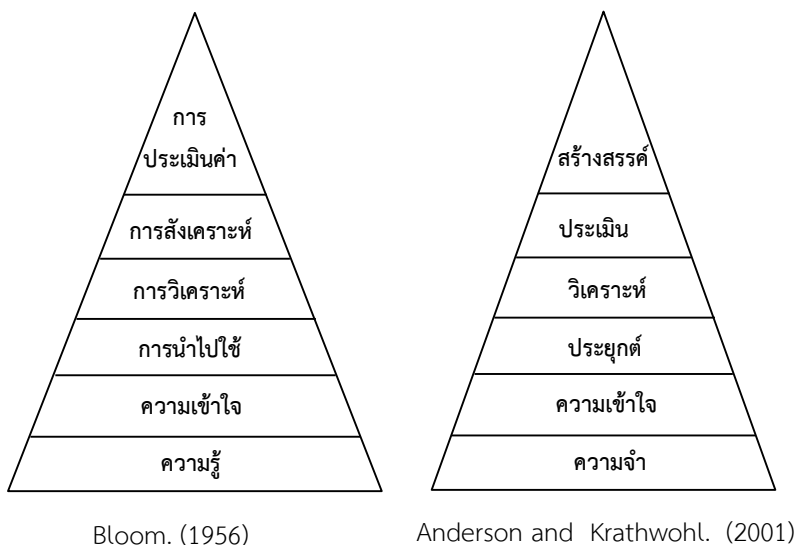 การ
ประเมินค่า
การสังเคราะห์
การวิเคราะห์
การนำไปใช้
ความเข้าใจ
ความรู้
Bloom. (1956)
สร้างสรรค์
ประเมิน
วิเคราะห์
ประยุกต์
ความเข้าใจ
ความจำ
Anderson and Krathwohl. (2001)